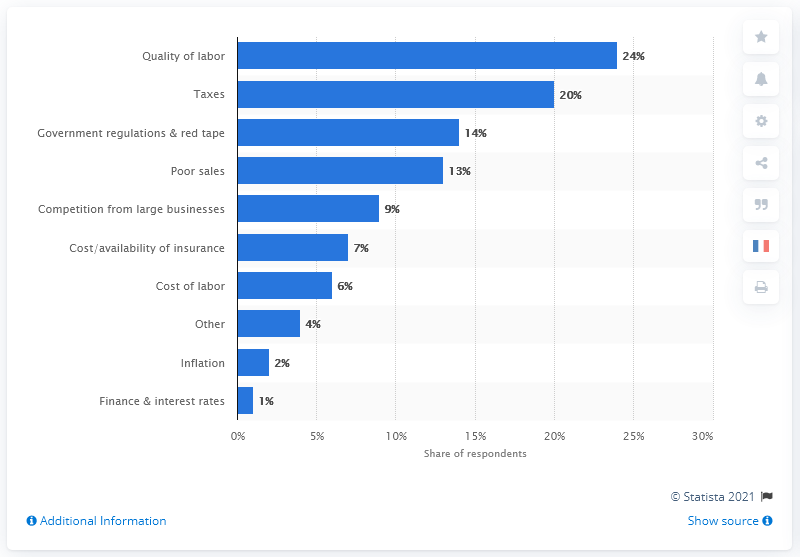 Quality of labor 24%
Taxes 20%
Government regulations & red tape 14%
Poor sales 13%
Competition from large businesses 9%
Cost/availability of insurance 7%
Cost of labor 6%
Other 4%
Inflation 2%
Finance & interest rates 1%
0% 5% 10% 15% 20% 25% 30%
Share of respondents
© Statista 2021
Additional Information
Show source